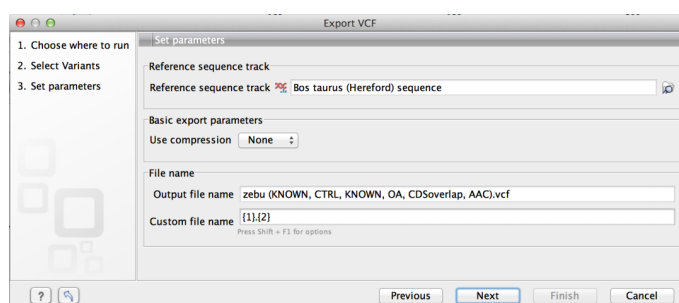 Export VCF
1. Choose where to run
2. Select Variants
3. Set parameters
Set parameters
Reference sequence track
Reference sequence track Bos taurus (Hereford) sequence
Basic export parameters
Use compression None
File name
Output file name zebu (KNOWN, CTRL, KNOWN, OA, CDSoverlap, AAC).vcf
Custom file name {1}.{2}
Press Shift + F1 for options
? Previous Next Finish Cancel